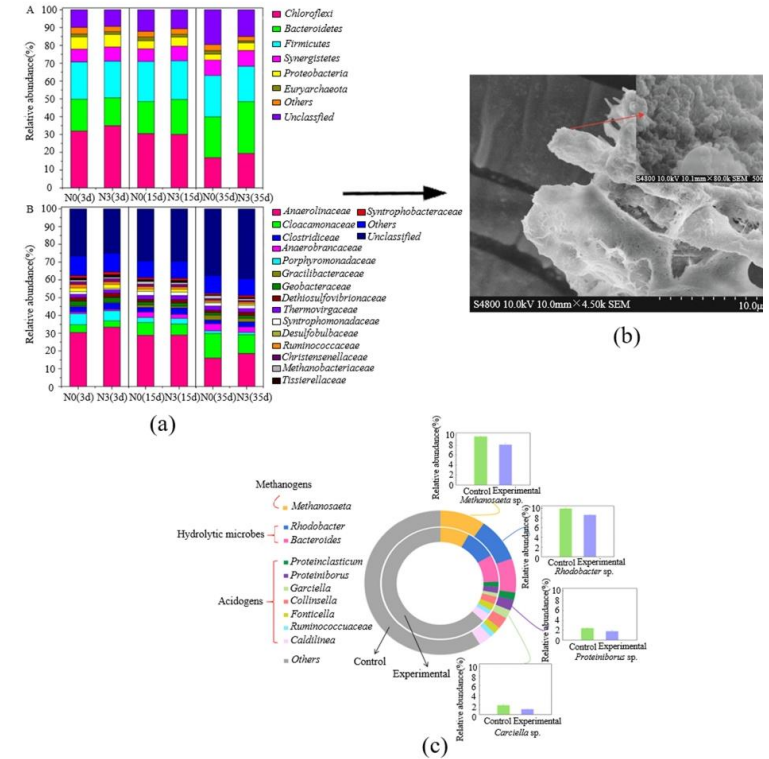 A
100
90
80
70
60
50
40
30
20
10
0
Relative abundance(%)
N0(3d) N3(3d) N0(15d) N3(15d) N0(35d) N3(35d)
Chloroflexi
Bacteroidetes
Firmicutes
Synergistetes
Proteobacteria
Euryarchaeota
Others
Unclassfied
B
100
90
80
70
60
50
40
30
20
10
0
Relative abundance(%)
N0(3d) N3(3d) N0(15d) N3(15d) N0(35d) N3(35d)
Anaerolinaceae
Cloacamonaceae
Clostridiceae
Anaerobrancaceae
Porphyromonadaceae
Gracilibacteraceae
Geobacteraceae
Dethiosulfovibrionaceae
Thermovirgaceae
Syntrophomonadaceae
Desulfobulbaceae
Ruminococcaceae
Christensenellaceae
Methanobacteriaceae
Tissierellaceae
Syntrophobacteraceae
Others
Unclassified
(a)
S4800 10.0kV 10.1mm×80.0k SEM 500
S4800 10.0kV 10.0mm×4.50k SEM 10.0μ
(b)
Methanogens
Methanosaeta
Hydrolytic microbes
Rhodobacter
Bacteroides
Acidogens
Proteinclasticum
Proteiniborus
Garciella
Collinsella
Fonticella
Ruminococcuaceae
Caldilinea
Others
Control
Experimental
Relative abundance(%)
10
8
6
4
2
0
Control Experimental
Methanosaeta sp.
Relative abundance(%)
10
8
6
4
2
0
Control Experimental
Rhodobacter sp.
Relative abundance(%)
10
8
6
4
2
0
Control Experimental
Proteiniborus sp.
Relative abundance(%)
10
8
6
4
2
0
Control Experimental
Carciella sp.
(c)